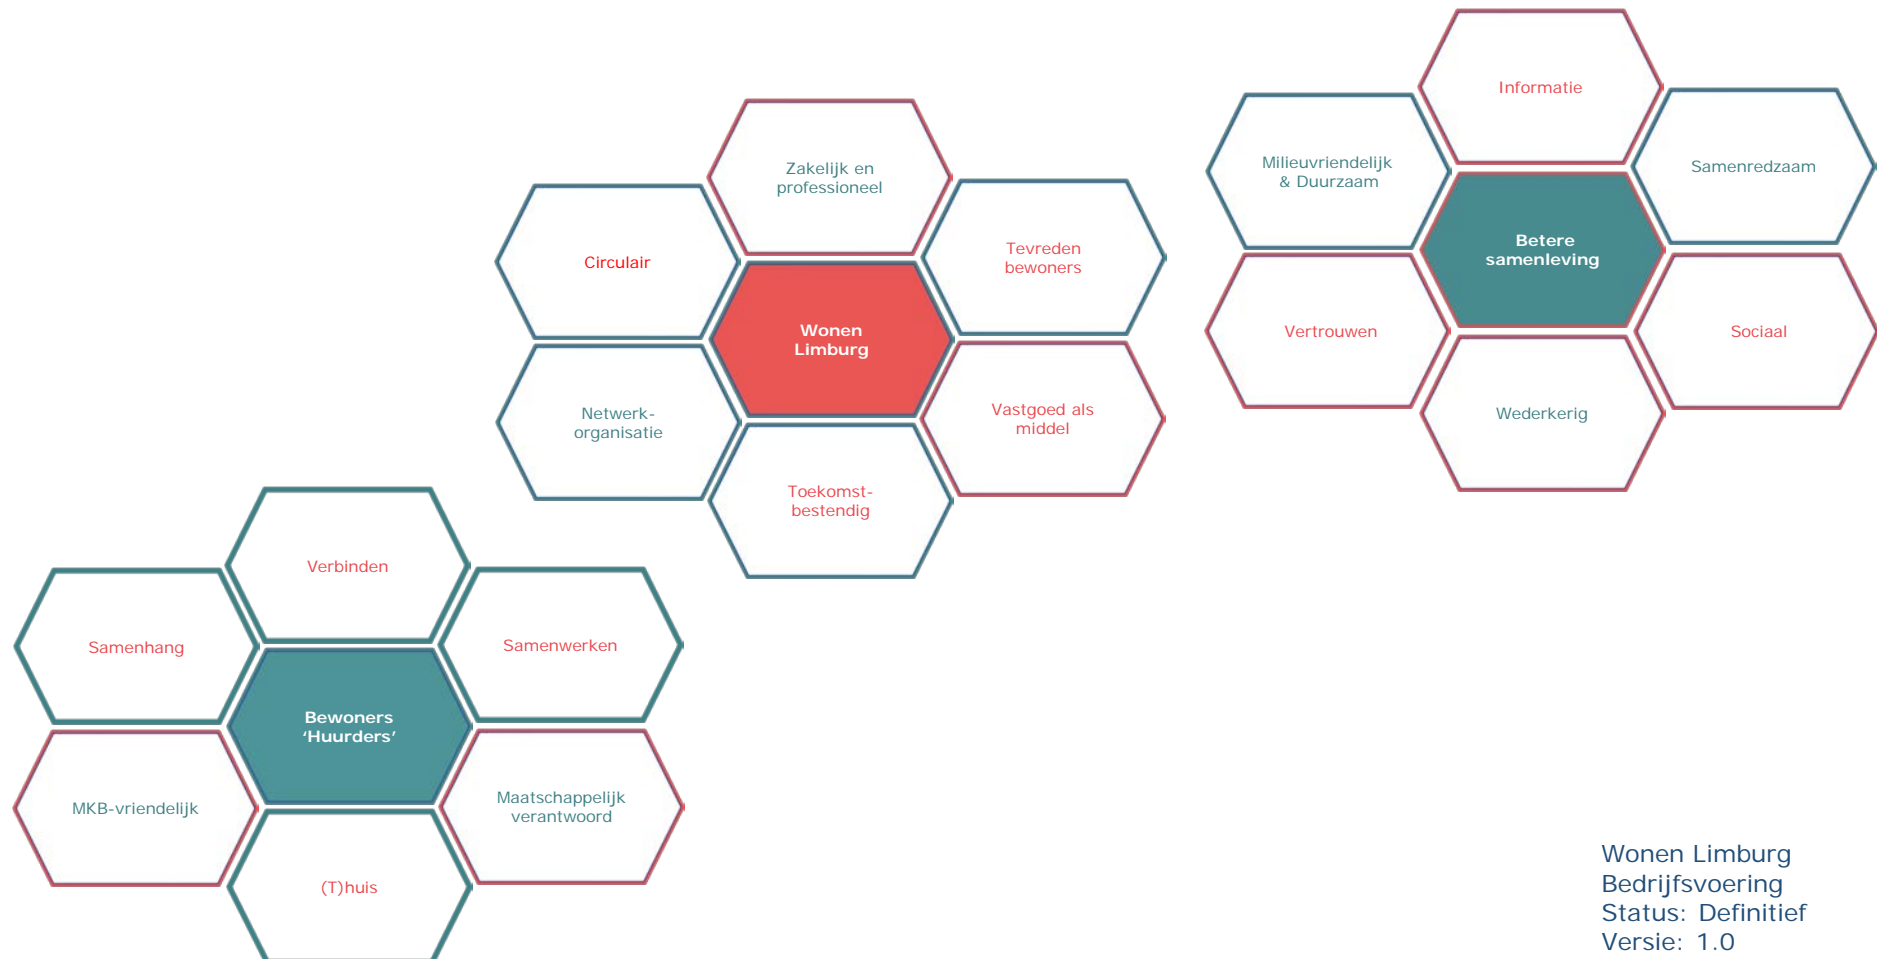 Informatie
Milieuvriendelijk
& Duurzaam
Samenredzaam
Betere
samenleving
Vertrouwen
Sociaal
Wederkerig
Zakelijk en
professioneel
Circulair
Tevreden
bewoners
Wonen
Limburg
Netwerk-
organisatie
Vastgoed als
middel
Toekomst-
bestendig
Verbinden
Samenhang
Samenwerken
Bewoners
‘Huurders’
MKB-vriendelijk
Maatschappelijk
verantwoord
(T)huis
Wonen Limburg
Bedrijfsvoering
Status: Definitief
Versie: 1.0